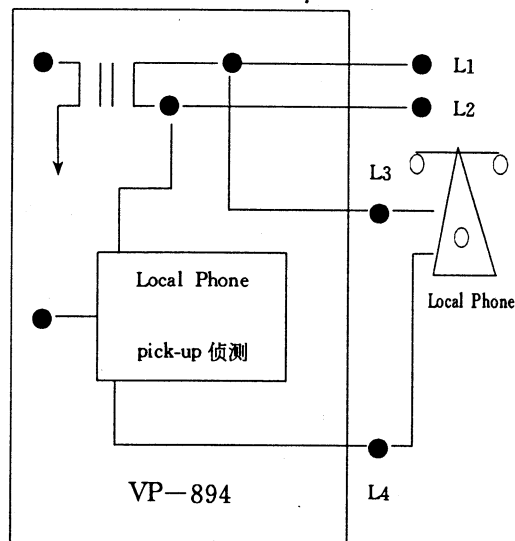 L1
L2
L3
Local Phone
Local Phone
pick-up 侦测
VP-894
L4